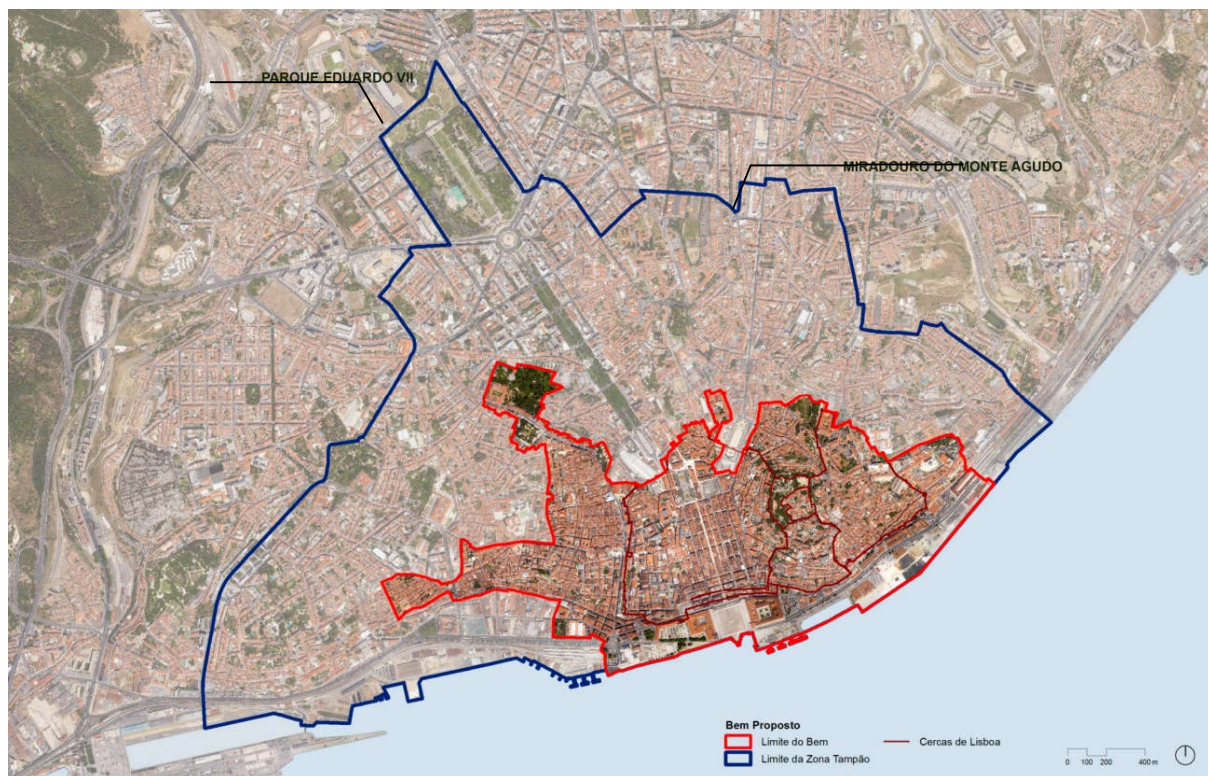 PARQUE EDUARDO VII
MIRADOURO DO MONTE AGUDO
Bem Proposto
Limite do Bem
Cercas de Lisboa
Limite da Zona Tampão
0 100 200 400 m